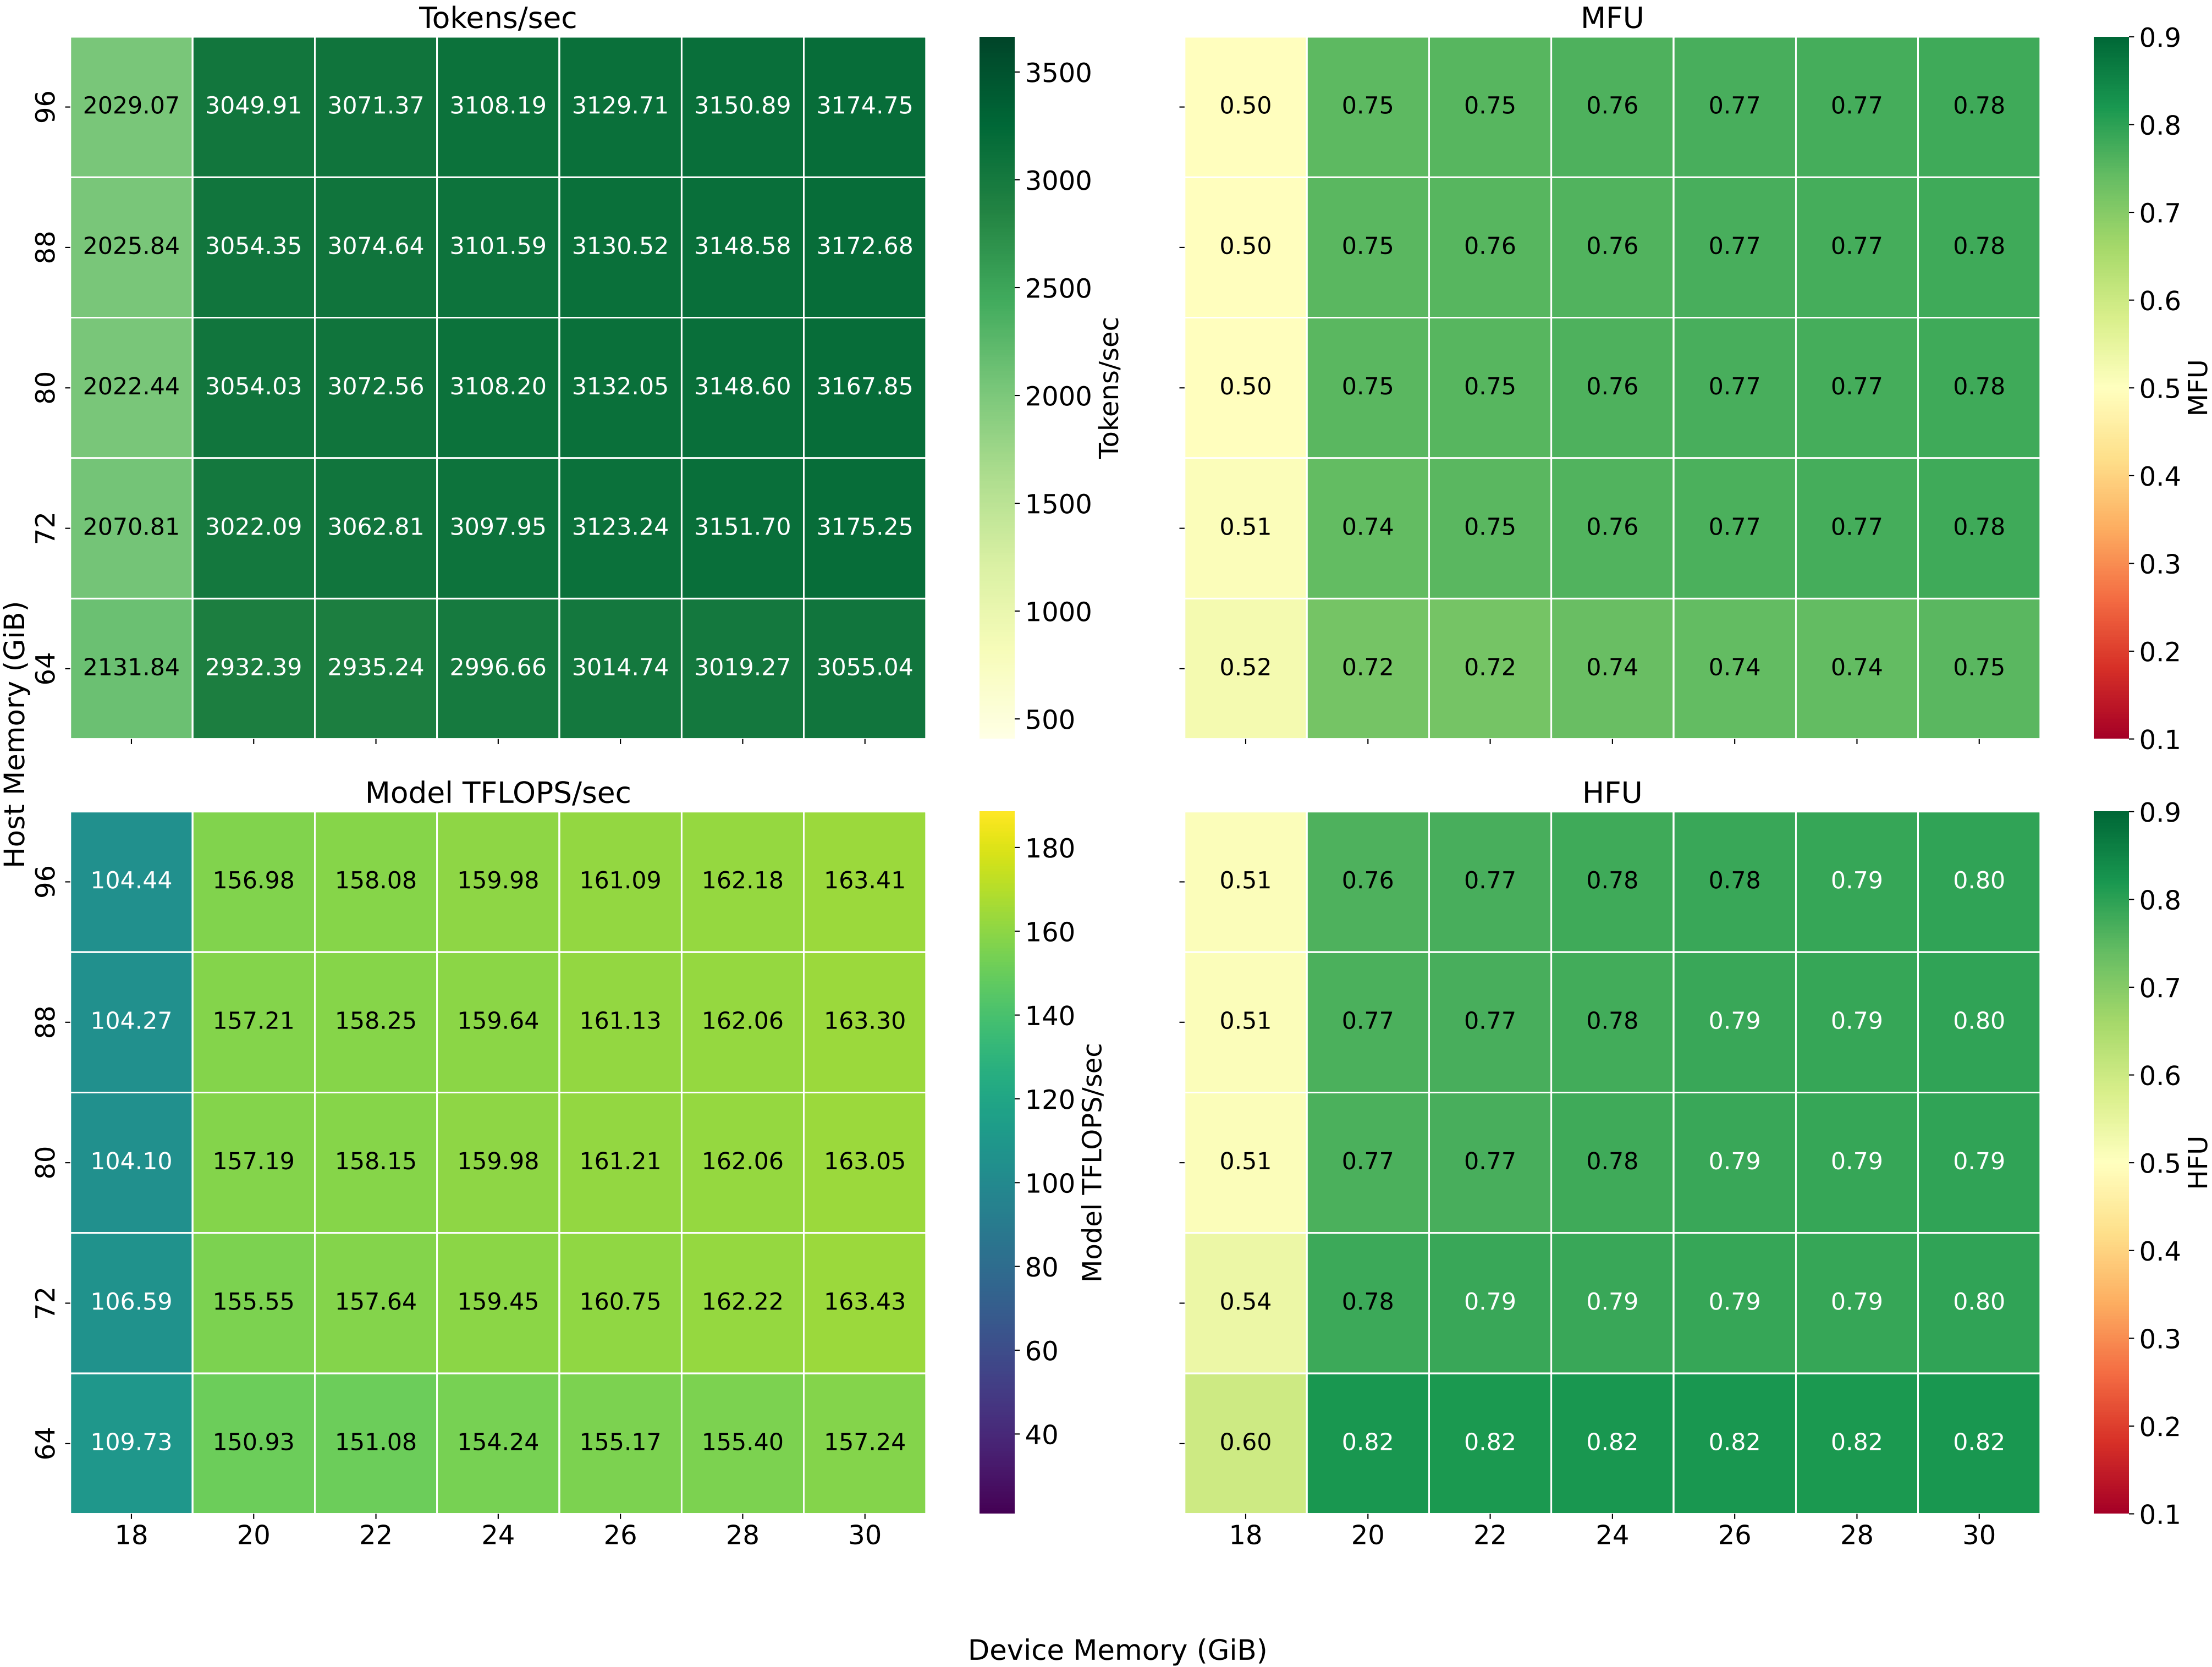 Tokens/sec
96 2029.07 3049.91 3071.37 3108.19 3129.71 3150.89 3174.75
88 2025.84 3054.35 3074.64 3101.59 3130.52 3148.58 3172.68
80 2022.44 3054.03 3072.56 3108.20 3132.05 3148.60 3167.85
72 2070.81 3022.09 3062.81 3097.95 3123.24 3151.70 3175.25
64 2131.84 2932.39 2935.24 2996.66 3014.74 3019.27 3055.04
3500
3000
2500
2000
1500
1000
500
Tokens/sec
MFU
0.50 0.75 0.75 0.76 0.77 0.77 0.78
0.50 0.75 0.76 0.76 0.77 0.77 0.78
0.50 0.75 0.75 0.76 0.77 0.77 0.78
0.51 0.74 0.75 0.76 0.77 0.77 0.78
0.52 0.72 0.72 0.74 0.74 0.74 0.75
0.9
0.8
0.7
0.6
0.5
0.4
0.3
0.2
0.1
MFU
Host Memory (GiB)
Model TFLOPS/sec
96 104.44 156.98 158.08 159.98 161.09 162.18 163.41
88 104.27 157.21 158.25 159.64 161.13 162.06 163.30
80 104.10 157.19 158.15 159.98 161.21 162.06 163.05
72 106.59 155.55 157.64 159.45 160.75 162.22 163.43
64 109.73 150.93 151.08 154.24 155.17 155.40 157.24
18 20 22 24 26 28 30
180
160
140
120
100
80
60
40
Model TFLOPS/sec
HFU
0.51 0.76 0.77 0.78 0.78 0.79 0.80
0.51 0.77 0.77 0.78 0.79 0.79 0.80
0.51 0.77 0.77 0.78 0.79 0.79 0.79
0.54 0.78 0.79 0.79 0.79 0.79 0.80
0.60 0.82 0.82 0.82 0.82 0.82 0.82
18 20 22 24 26 28 30
0.9
0.8
0.7
0.6
0.5
0.4
0.3
0.2
0.1
HFU
Device Memory (GiB)